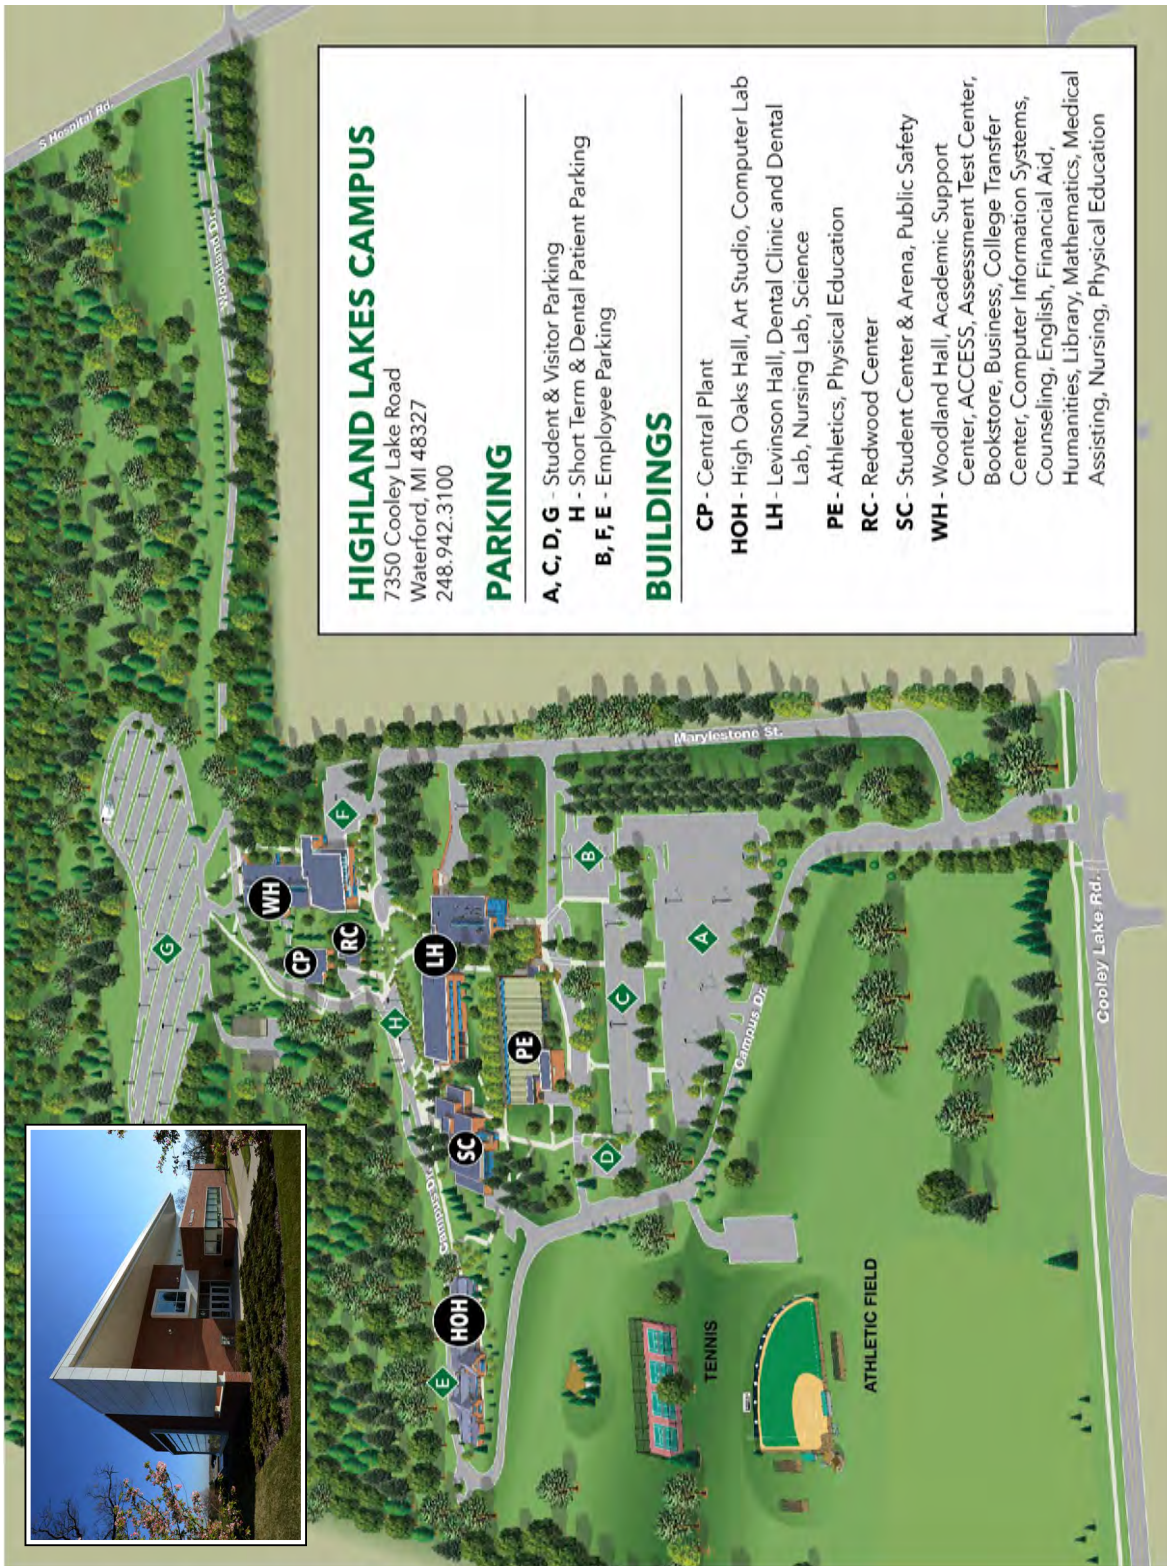 HIGHLAND LAKES CAMPUS
7350 Cooley Lake Road
Waterford, MI 48327
248.942.3100
PARKING
A, C, D, G - Student & Visitor Parking
H - Short Term & Dental Patient Parking
B, F, E - Employee Parking
BUILDINGS
CP - Central Plant
HOH - High Oaks Hall, Art Studio, Computer Lab
LH - Levinson Hall, Dental Clinic and Dental
Lab, Nursing Lab, Science
PE - Athletics, Physical Education
RC - Redwood Center
SC - Student Center & Arena, Public Safety
WH - Woodland Hall, Academic Support
Center, ACCESS, Assessment Test Center,
Bookstore, Business, College Transfer
Center, Computer Information Systems,
Counseling, English, Financial Aid,
Humanities, Library, Mathematics, Medical
Assisting, Nursing, Physical Education
S Hospital Rd.
Woodland Dr.
G
WH
F
CP
RC
H
LH
Marylestone St.
B
PE
C
A
SC
D
Campus Dr.
Campus Dr.
HOH
E
TENNIS
ATHLETIC FIELD
Cooley Lake Rd.